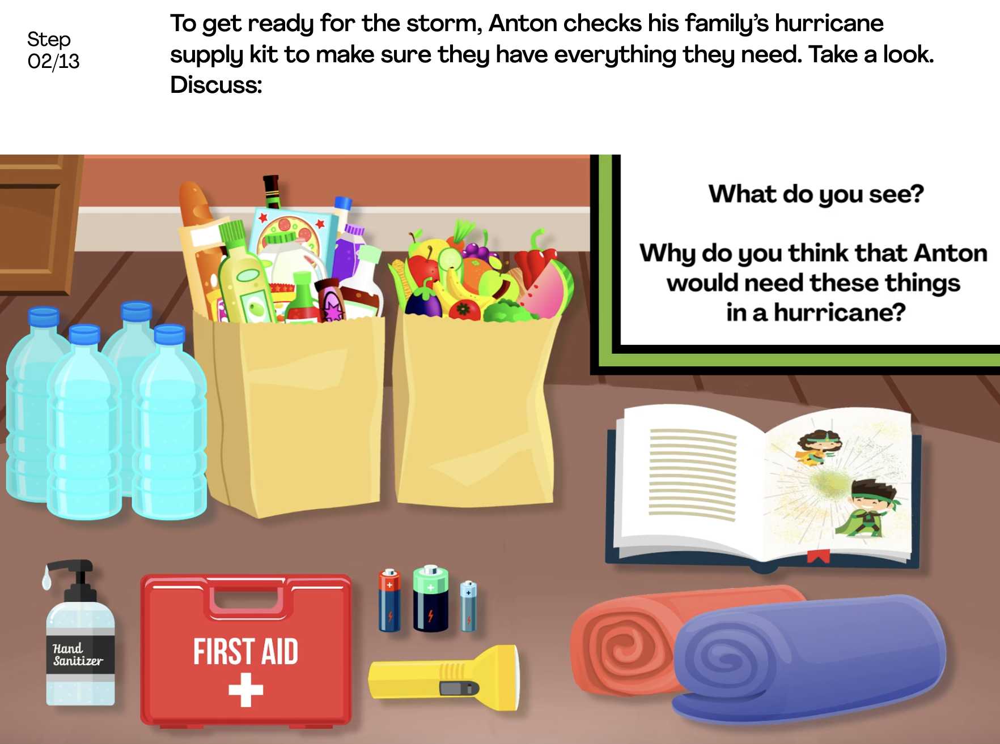 Step
02/13
To get ready for the storm, Anton checks his family’s hurricane
supply kit to make sure they have everything they need. Take a look.
Discuss:
What do you see?
Why do you think that Anton
would need these things
in a hurricane?
Hand
Sanitizer
FIRST AID